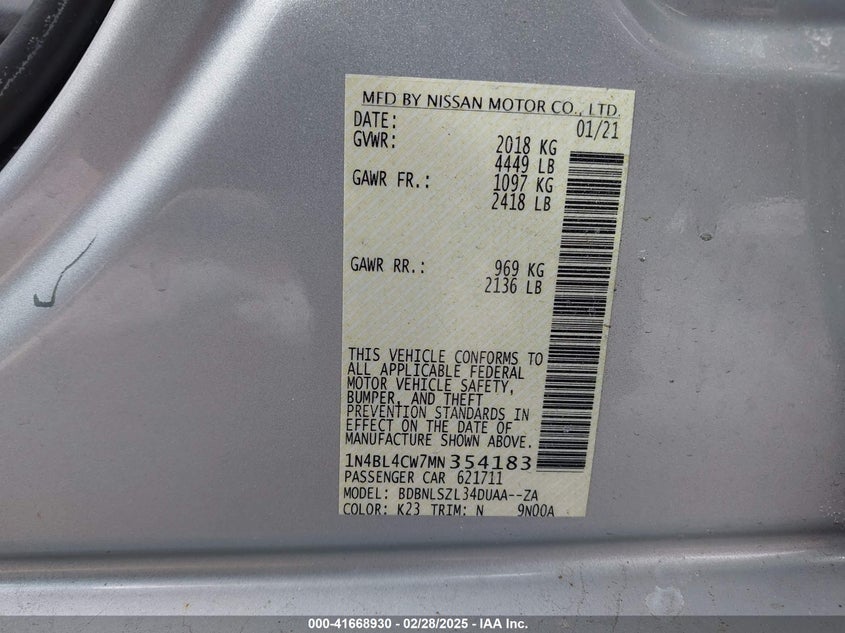 MFD BY NISSAN MOTOR CO., LTD.
DATE: 01/21
GVWR: 2018 KG
4449 LB
GAWR FR.: 1097 KG
2418 LB
GAWR RR.: 969 KG
2136 LB
THIS VEHICLE CONFORMS TO
ALL APPLICABLE FEDERAL
MOTOR VEHICLE SAFETY,
BUMPER, AND THEFT
PREVENTION STANDARDS IN
EFFECT ON THE DATE OF
MANUFACTURE SHOWN ABOVE.
1N4BL4CW7MN354183
PASSENGER CAR 621711
MODEL: BDBNLSZL34DUAA--ZA
COLOR: K23 TRIM: N 9N00A
000-41668930 / 02/28/2025 - IAA Inc.